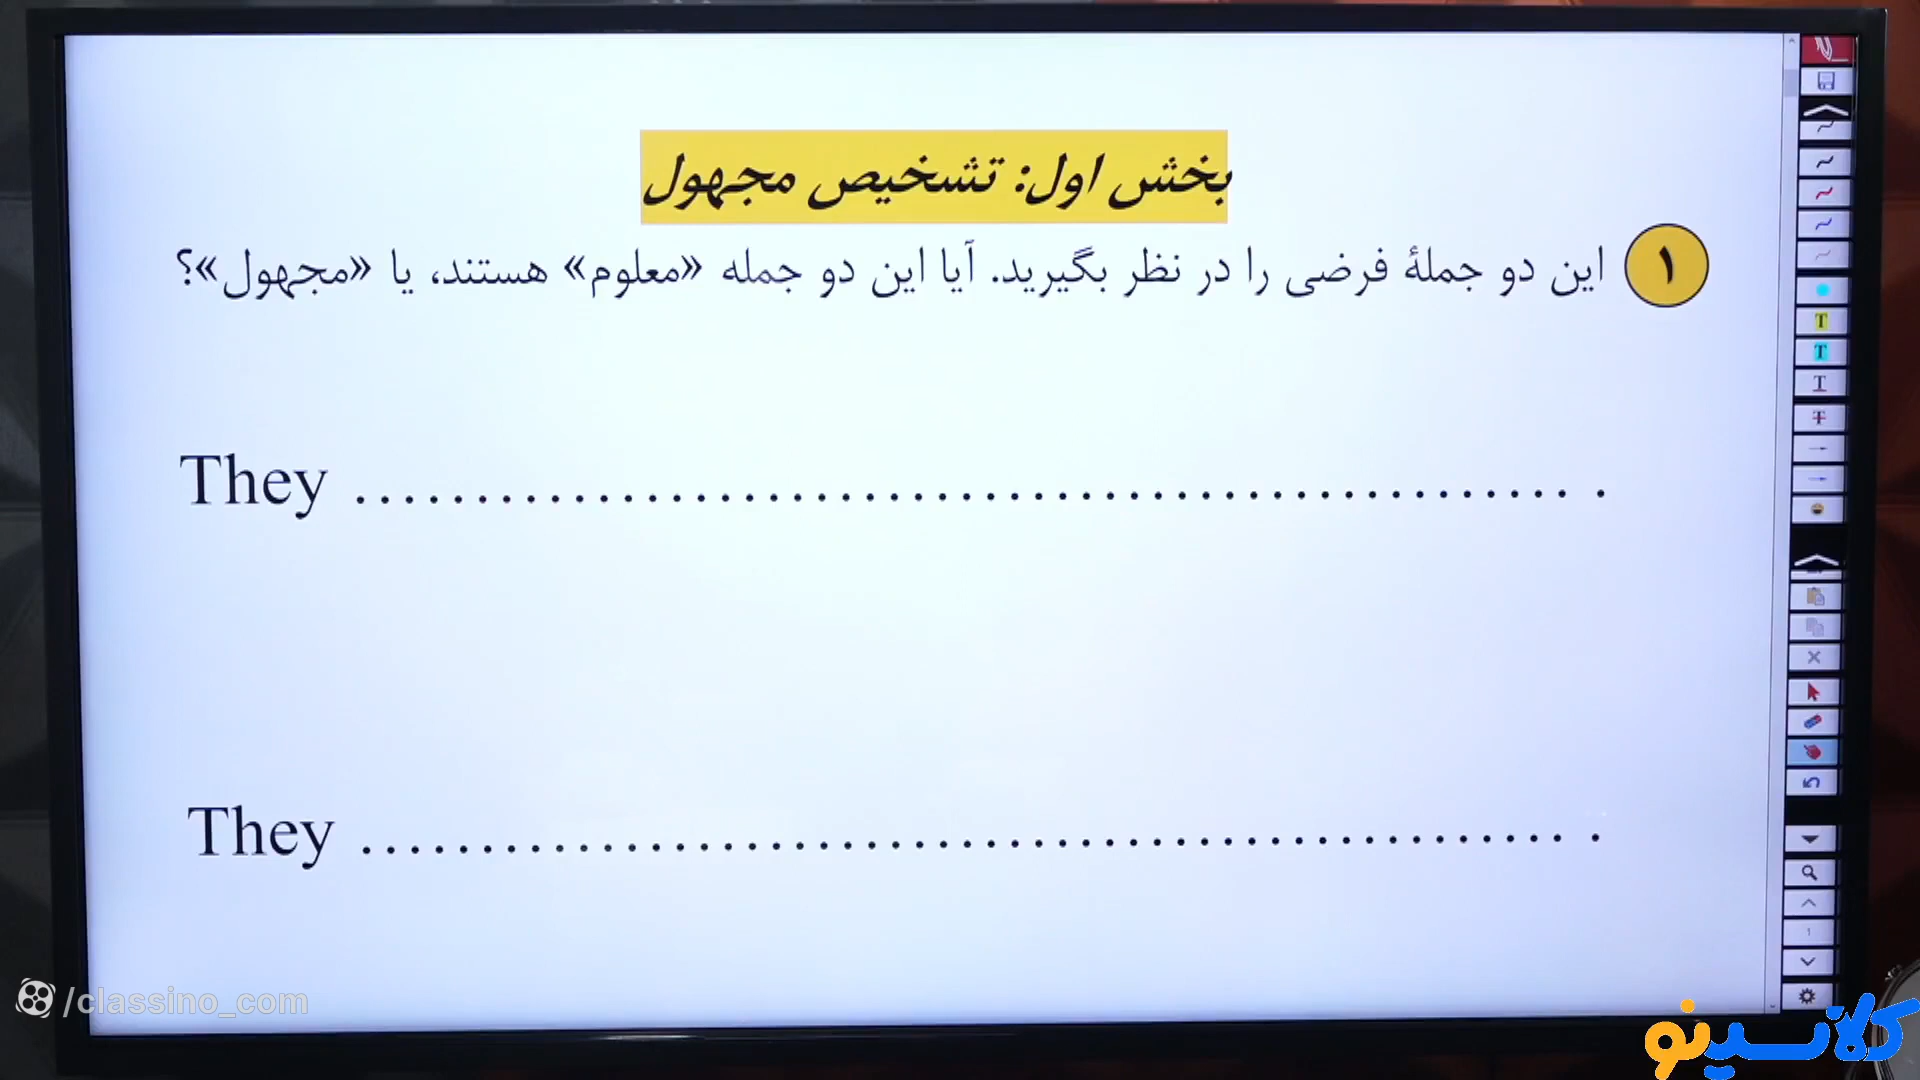 بخش اول: تشخیص مجهول
۱ این دو جملهٔ فرضی را در نظر بگیرید. آیا این دو جمله «معلوم» هستند، یا «مجهول»؟
They .................................................. .
They .................................................. .
/classino_com
کلاسینو